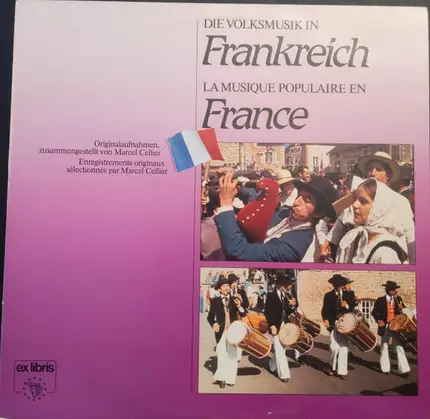 DIE VOLKSMUSIK IN
Frankreich
LA MUSIQUE POPULAIRE EN
France
Originalaufnahmen,
zusammengestellt von Marcel Cellier
Enregistrements originaux
sélectionnés par Marcel Cellier
ex libris